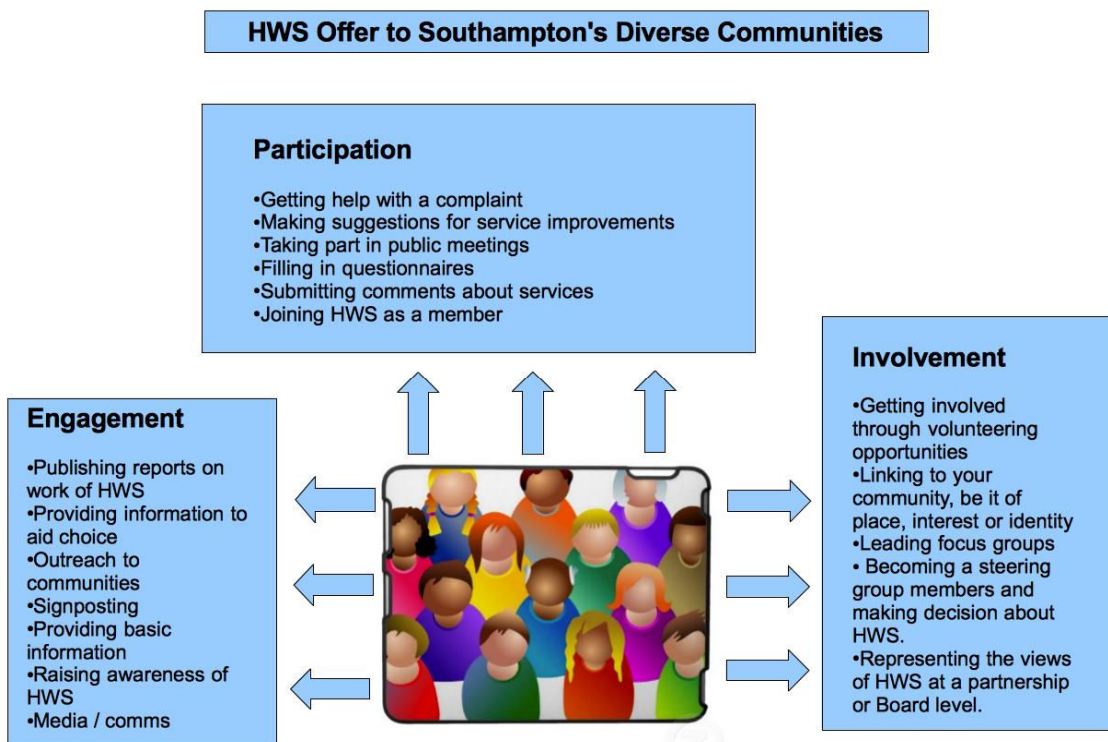 HWS Offer to Southampton's Diverse Communities
Participation
•Getting help with a complaint
•Making suggestions for service improvements
•Taking part in public meetings
•Filling in questionnaires
•Submitting comments about services
•Joining HWS as a member
Engagement
•Publishing reports on
work of HWS
•Providing information to
aid choice
•Outreach to
communities
•Signposting
•Providing basic
information
•Raising awareness of
HWS
•Media / comms
Involvement
•Getting involved
through volunteering
opportunities
•Linking to your
community, be it of
place, interest or identity
•Leading focus groups
• Becoming a steering
group members and
making decision about
HWS.
•Representing the views
of HWS at a partnership
or Board level.